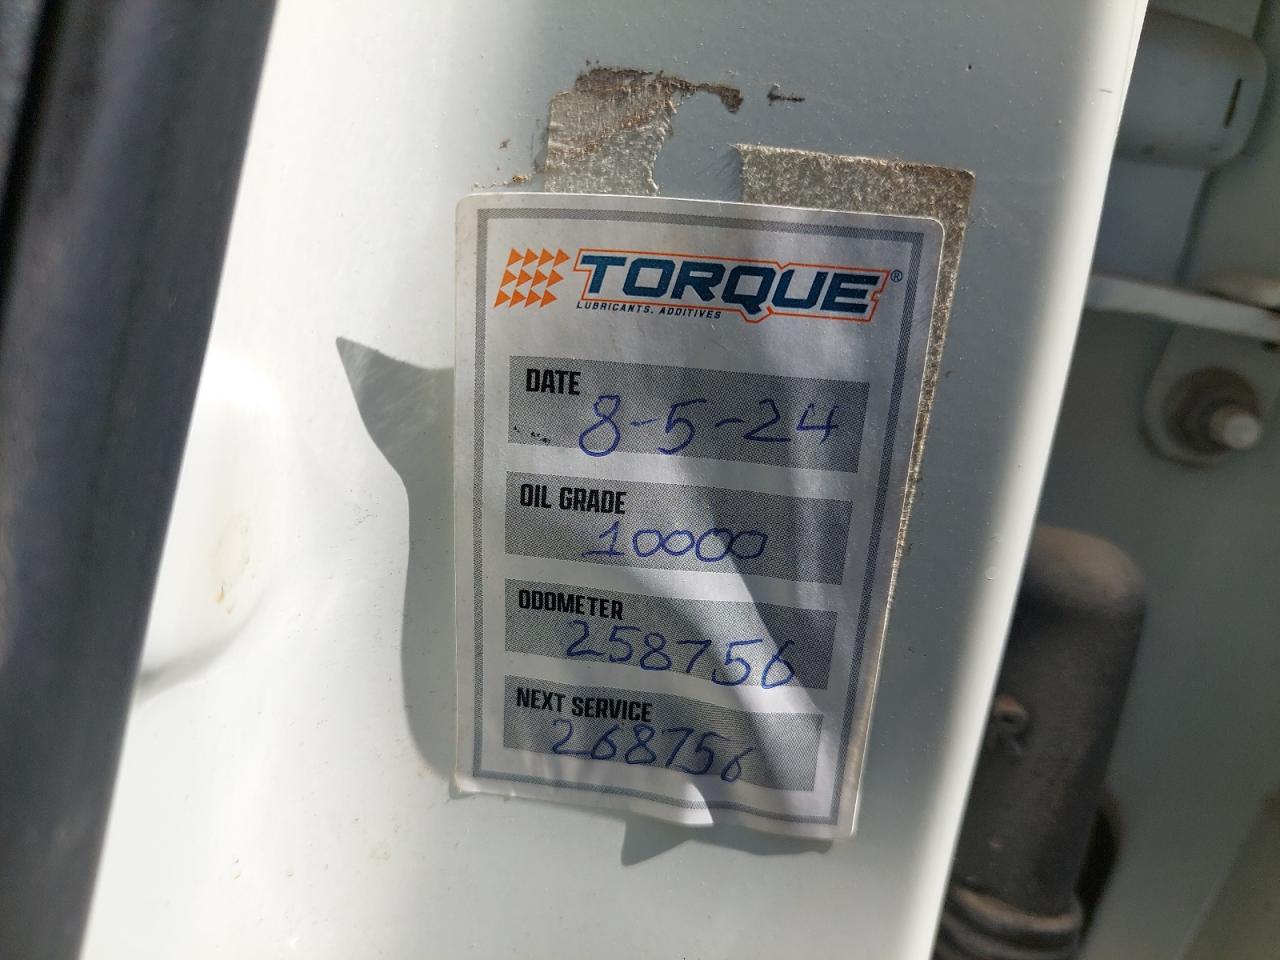 TORQUE®
LUBRICANTS. ADDITIVES
DATE
8-5-24
OIL GRADE
10000
ODOMETER
258756
NEXT SERVICE
268756